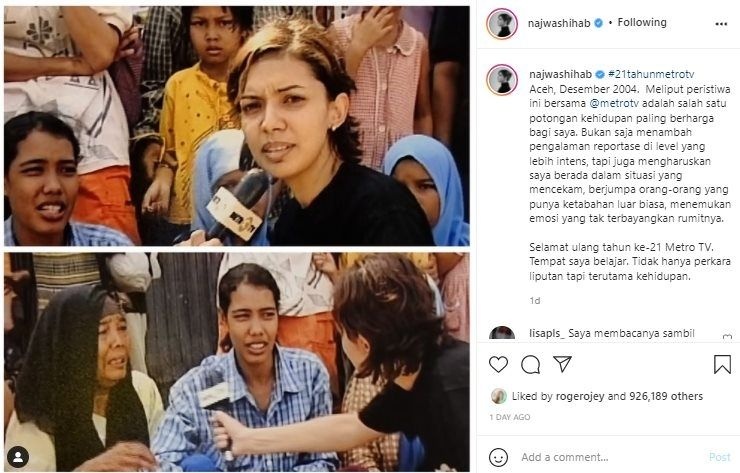 najwashihab • Following
najwashihab #21tahunmetrotv
Aceh, Desember 2004. Meliput peristiwa
ini bersama @metrotv adalah salah satu
potongan kehidupan paling berharga
bagi saya. Bukan saja menambah
pengalaman reportase di level yang
lebih intens, tapi juga mengharuskan
saya berada dalam situasi yang
mencekam, berjumpa orang-orang yang
punya ketabahan luar biasa, menemukan
emosi yang tak terbayangkan rumitnya.
Selamat ulang tahun ke-21 Metro TV.
Tempat saya belajar. Tidak hanya perkara
liputan tapi terutama kehidupan.
1d
lisapls_ Saya membacanya sambil
Liked by rogerojey and 926,189 others
1 DAY AGO
Add a comment...
Post